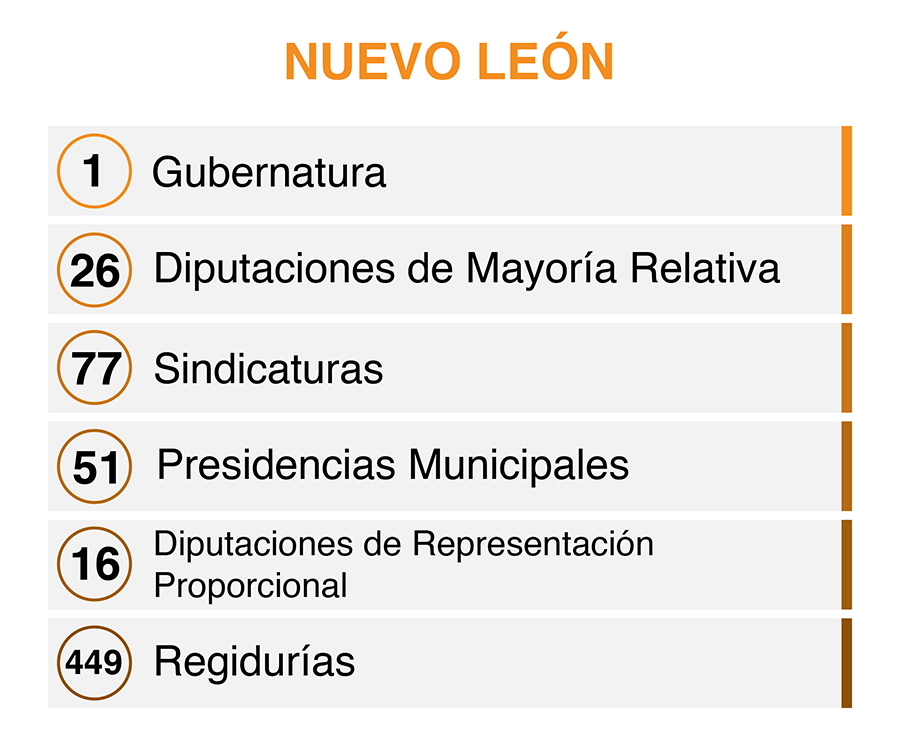 NUEVO LEÓN
1 Gubernatura
26 Diputaciones de Mayoría Relativa
77 Sindicaturas
51 Presidencias Municipales
16 Diputaciones de Representación
Proporcional
449 Regidurías